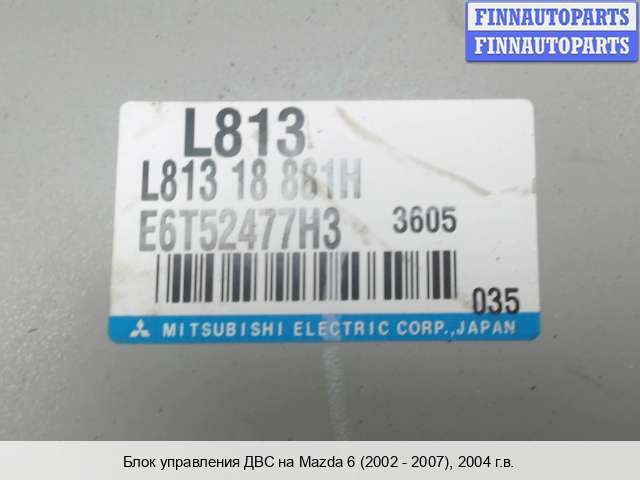 FINNAUTOPARTS
FINNAUTOPARTS
L813
L813 18 881H
E6T52477H3 3605
035
MITSUBISHI ELECTRIC CORP., JAPAN
Блок управления ДВС на Mazda 6 (2002 - 2007), 2004 г.в.